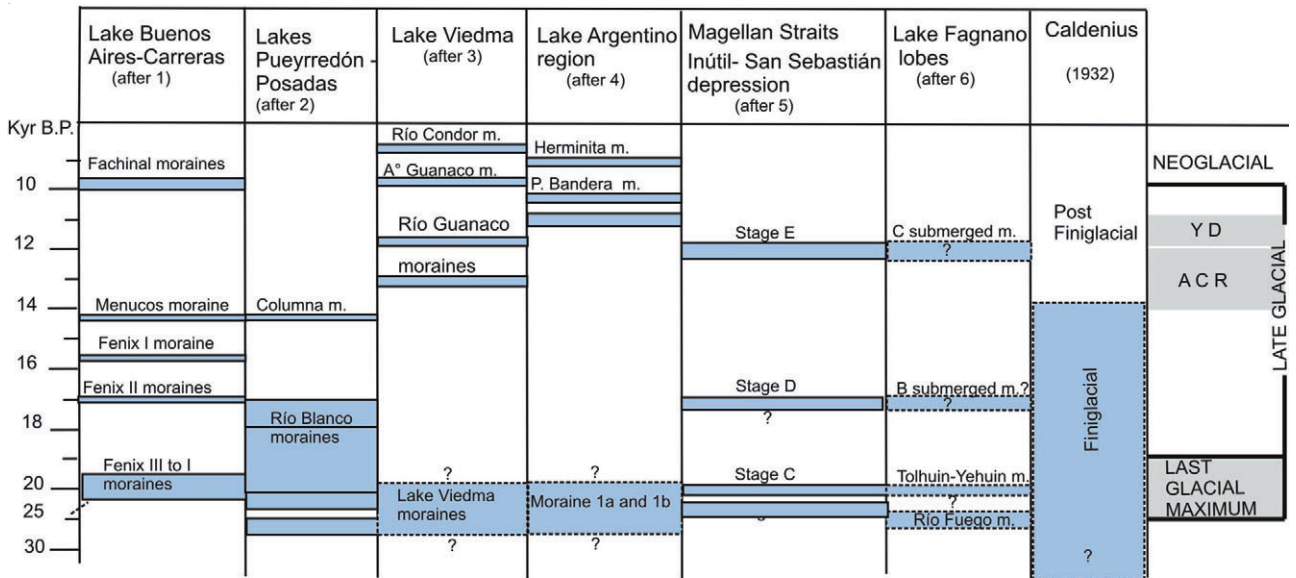 Lake Buenos
Aires-Carreras
(after 1)
Lakes
Pueyrredón -
Posadas
(after 2)
Lake Viedma
(after 3)
Lake Argentino
region
(after 4)
Magellan Straits
Inútil- San Sebastián
depression
(after 5)
Lake Fagnano
lobes
(after 6)
Caldenius
(1932)
Kyr B.P.
10
12
14
16
18
20
25
30
Fachinal moraines
Menucos moraine
Fenix I moraine
Fenix II moraines
Fenix III to I
moraines
Columna m.
Río Blanco
moraines
Río Condor m.
A° Guanaco m.
Río Guanaco
moraines
?
Lake Viedma
moraines
?
Herminita m.
P. Bandera m.
?
Moraine 1a and 1b
?
Stage E
Stage D
?
Stage C
C submerged m.
?
B submerged m.?
?
Tolhuin-Yehuin m.
?
Río Fuego m.
Post
Finiglacial
Finiglacial
?
NEOGLACIAL
Y D
A C R
LATE GLACIAL
LAST
GLACIAL
MAXIMUM